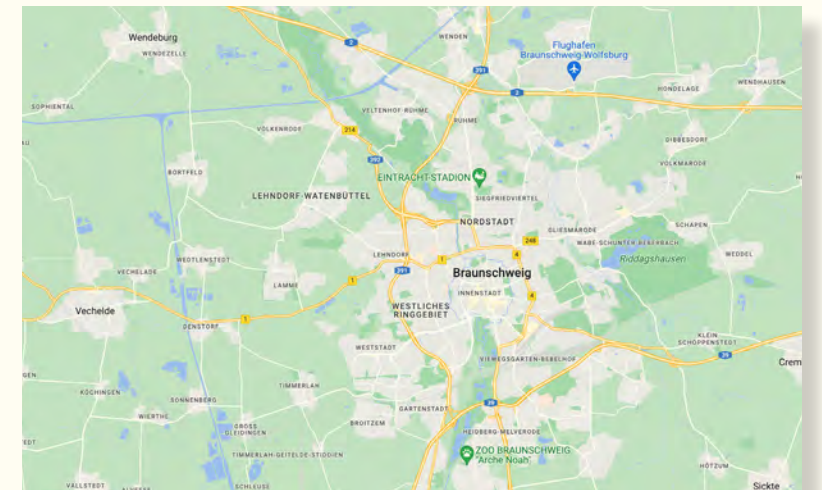 Wendeburg
WENDEZELLE
WENDEN
2
391
Flughafen
Braunschweig-Wolfsburg
HONDELAGE
WENDHAUSEN
2
SOPHIENTAL
VELTENHOF-RÜHME
RÜHME
VÖLKENRODE
214
DIBBESDORF
392
VOLKMARODE
BORTFELD
EINTRACHT-STADION
SIEGFRIEDVIERTEL
LEHNDORF-WATENBÜTTEL
NORDSTADT
SCHAPEN
GLIESMARODE
248
WABE-SCHUNTER-BEBERBACH
WEDTLENSTEDT
LEHNDORF
1
4
Riddagshausen
WEDDEL
VECHELADE
391
Braunschweig
1
LAMME
INNENSTADT
4
Vechelde
WESTLICHES
RINGGEBIET
1
DENSTORF
KLEIN
SCHÖPPENSTEDT
WESTSTADT
VIEWEGSGARTEN-BEBELHOF
39
Crem
KÖCHINGEN
SONNENBERG
TIMMERLAH
39
GARTENSTADT
WIERTHE
GROSS
GLEIDINGEN
BROITZEM
HEIDBERG-MELVERODE
TIMMERLAH-GEITELDE-STIDDIEN
ZOO BRAUNSCHWEIG
"Arche Noah"
HÖTZUM
VALLSTEDT
SCHLEUSE
Sickte